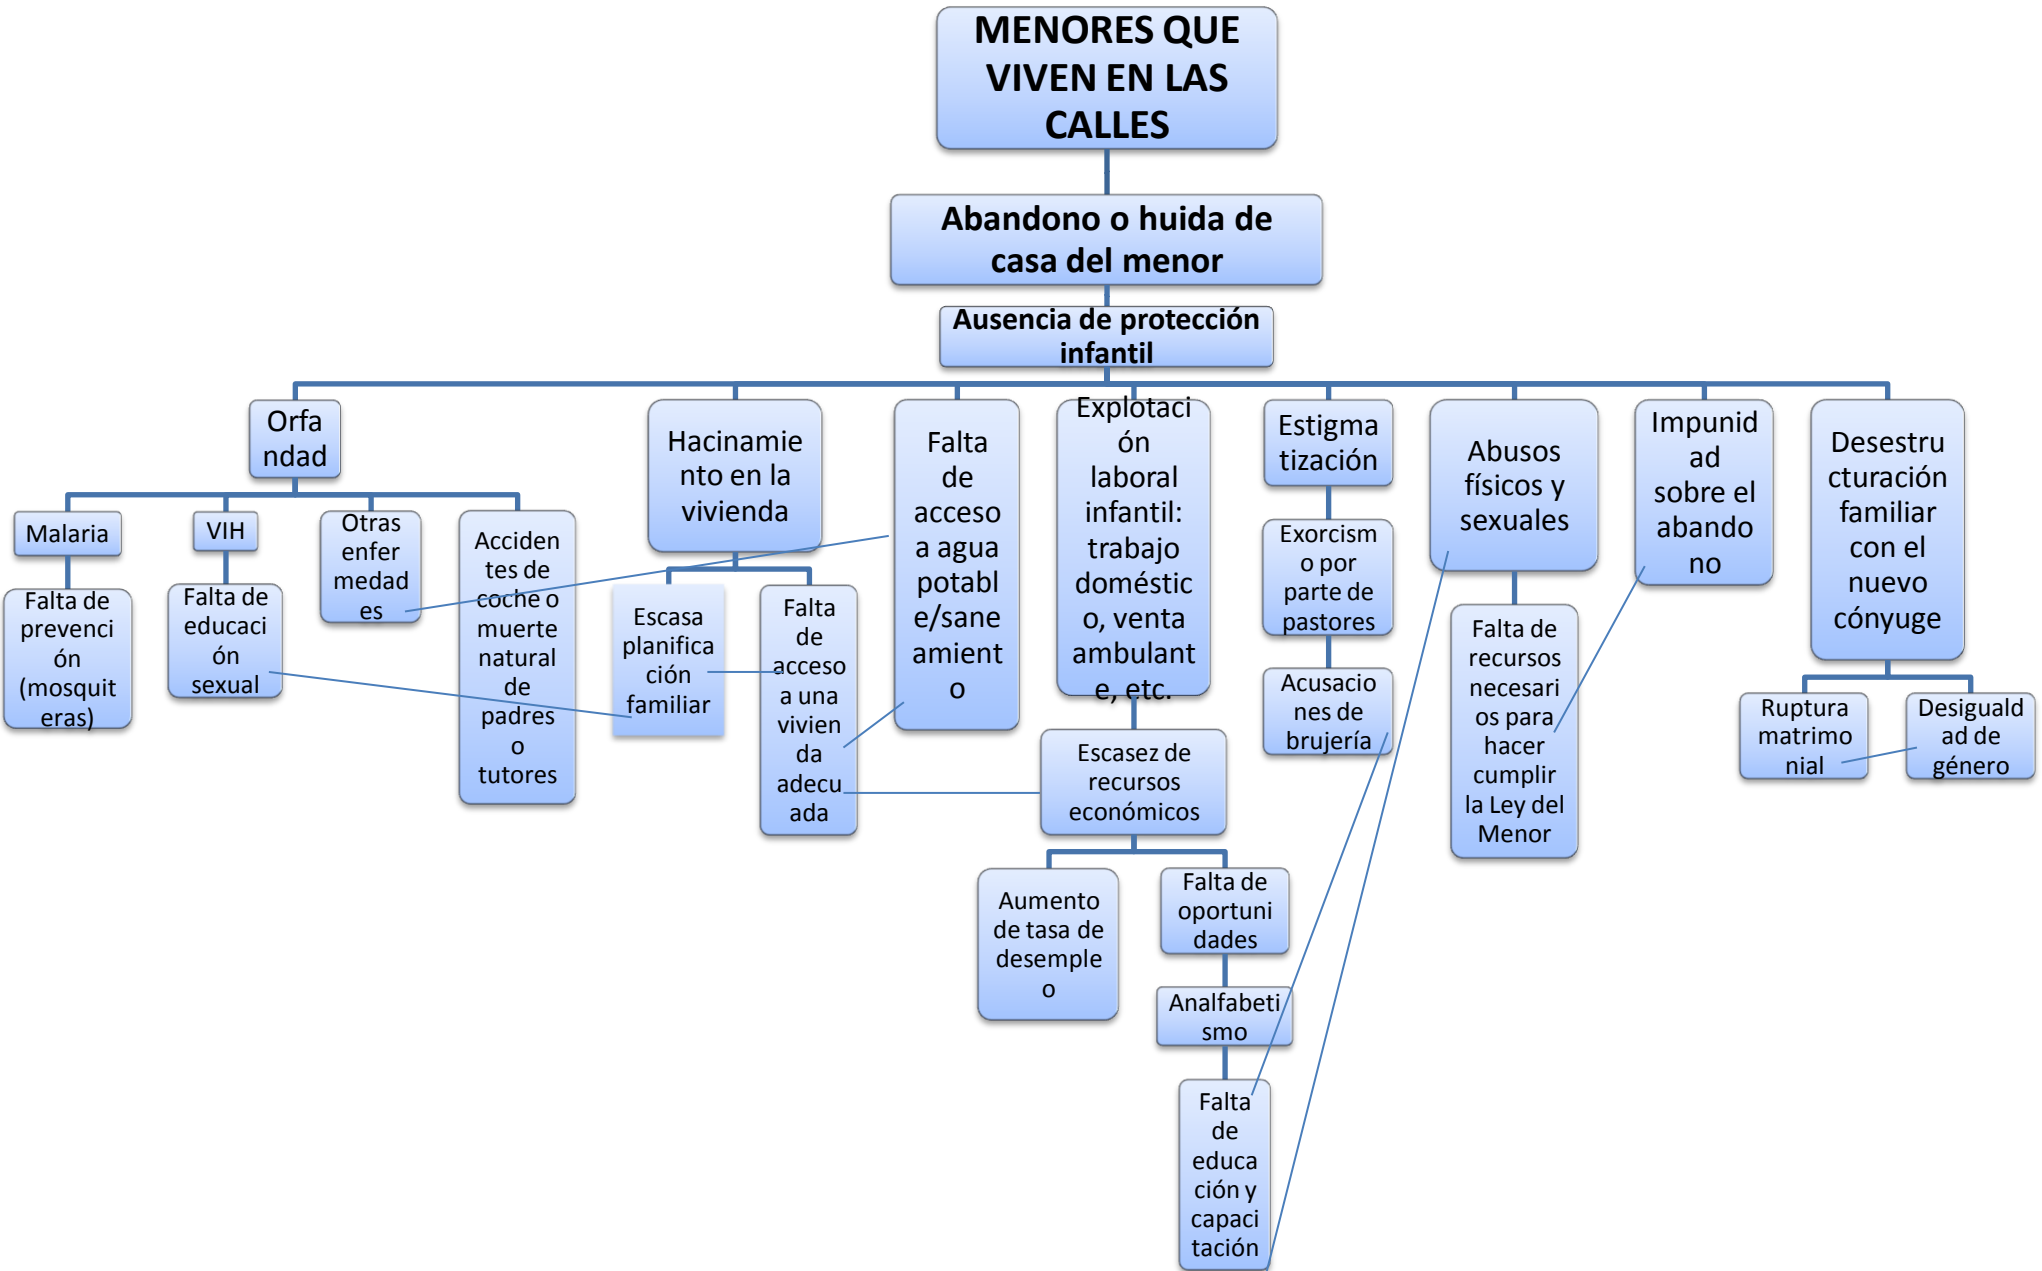 MENORES QUE
VIVEN EN LAS
CALLES
Abandono o huida de
casa del menor
Ausencia de protección
infantil
Orfa
ndad
Malaria
Falta de
prevenci
ón
(mosquit
eras)
VIH
Falta de
educaci
ón
sexual
Otras
enfer
medad
es
Acciden
tes de
coche o
muerte
natural
de
padres
o
tutores
Hacinamie
nto en la
vivienda
Escasa
planifica
ción
familiar
Falta
de
acceso
a una
vivien
da
adecu
ada
Falta
de
acceso
a agua
potabl
e/sane
amient
o
Explotaci
ón
laboral
infantil:
trabajo
doméstic
o, venta
ambulant
e, etc.
Escasez de
recursos
económicos
Aumento
de tasa de
desemple
o
Falta de
oportuni
dades
Analfabeti
smo
Falta
de
educa
ción y
capaci
tación
Estigma
tización
Exorcism
o por
parte de
pastores
Acusacio
nes de
brujería
Abusos
físicos y
sexuales
Falta de
recursos
necesari
os para
hacer
cumplir
la Ley del
Menor
Impunid
ad
sobre el
abando
no
Desestru
cturación
familiar
con el
nuevo
cónyuge
Ruptura
matrimo
nial
Desiguald
ad de
género